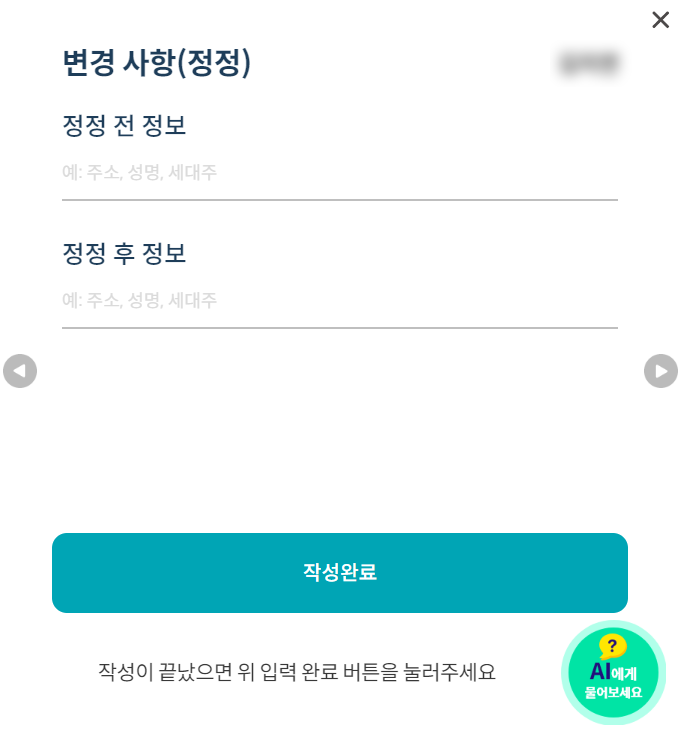 변경 사항(정정)
정정 전 정보
예: 주소, 성명, 세대주
정정 후 정보
예: 주소, 성명, 세대주
작성완료
작성이 끝났으면 위 입력 완료 버튼을 눌러주세요
?
AI에게
물어보세요